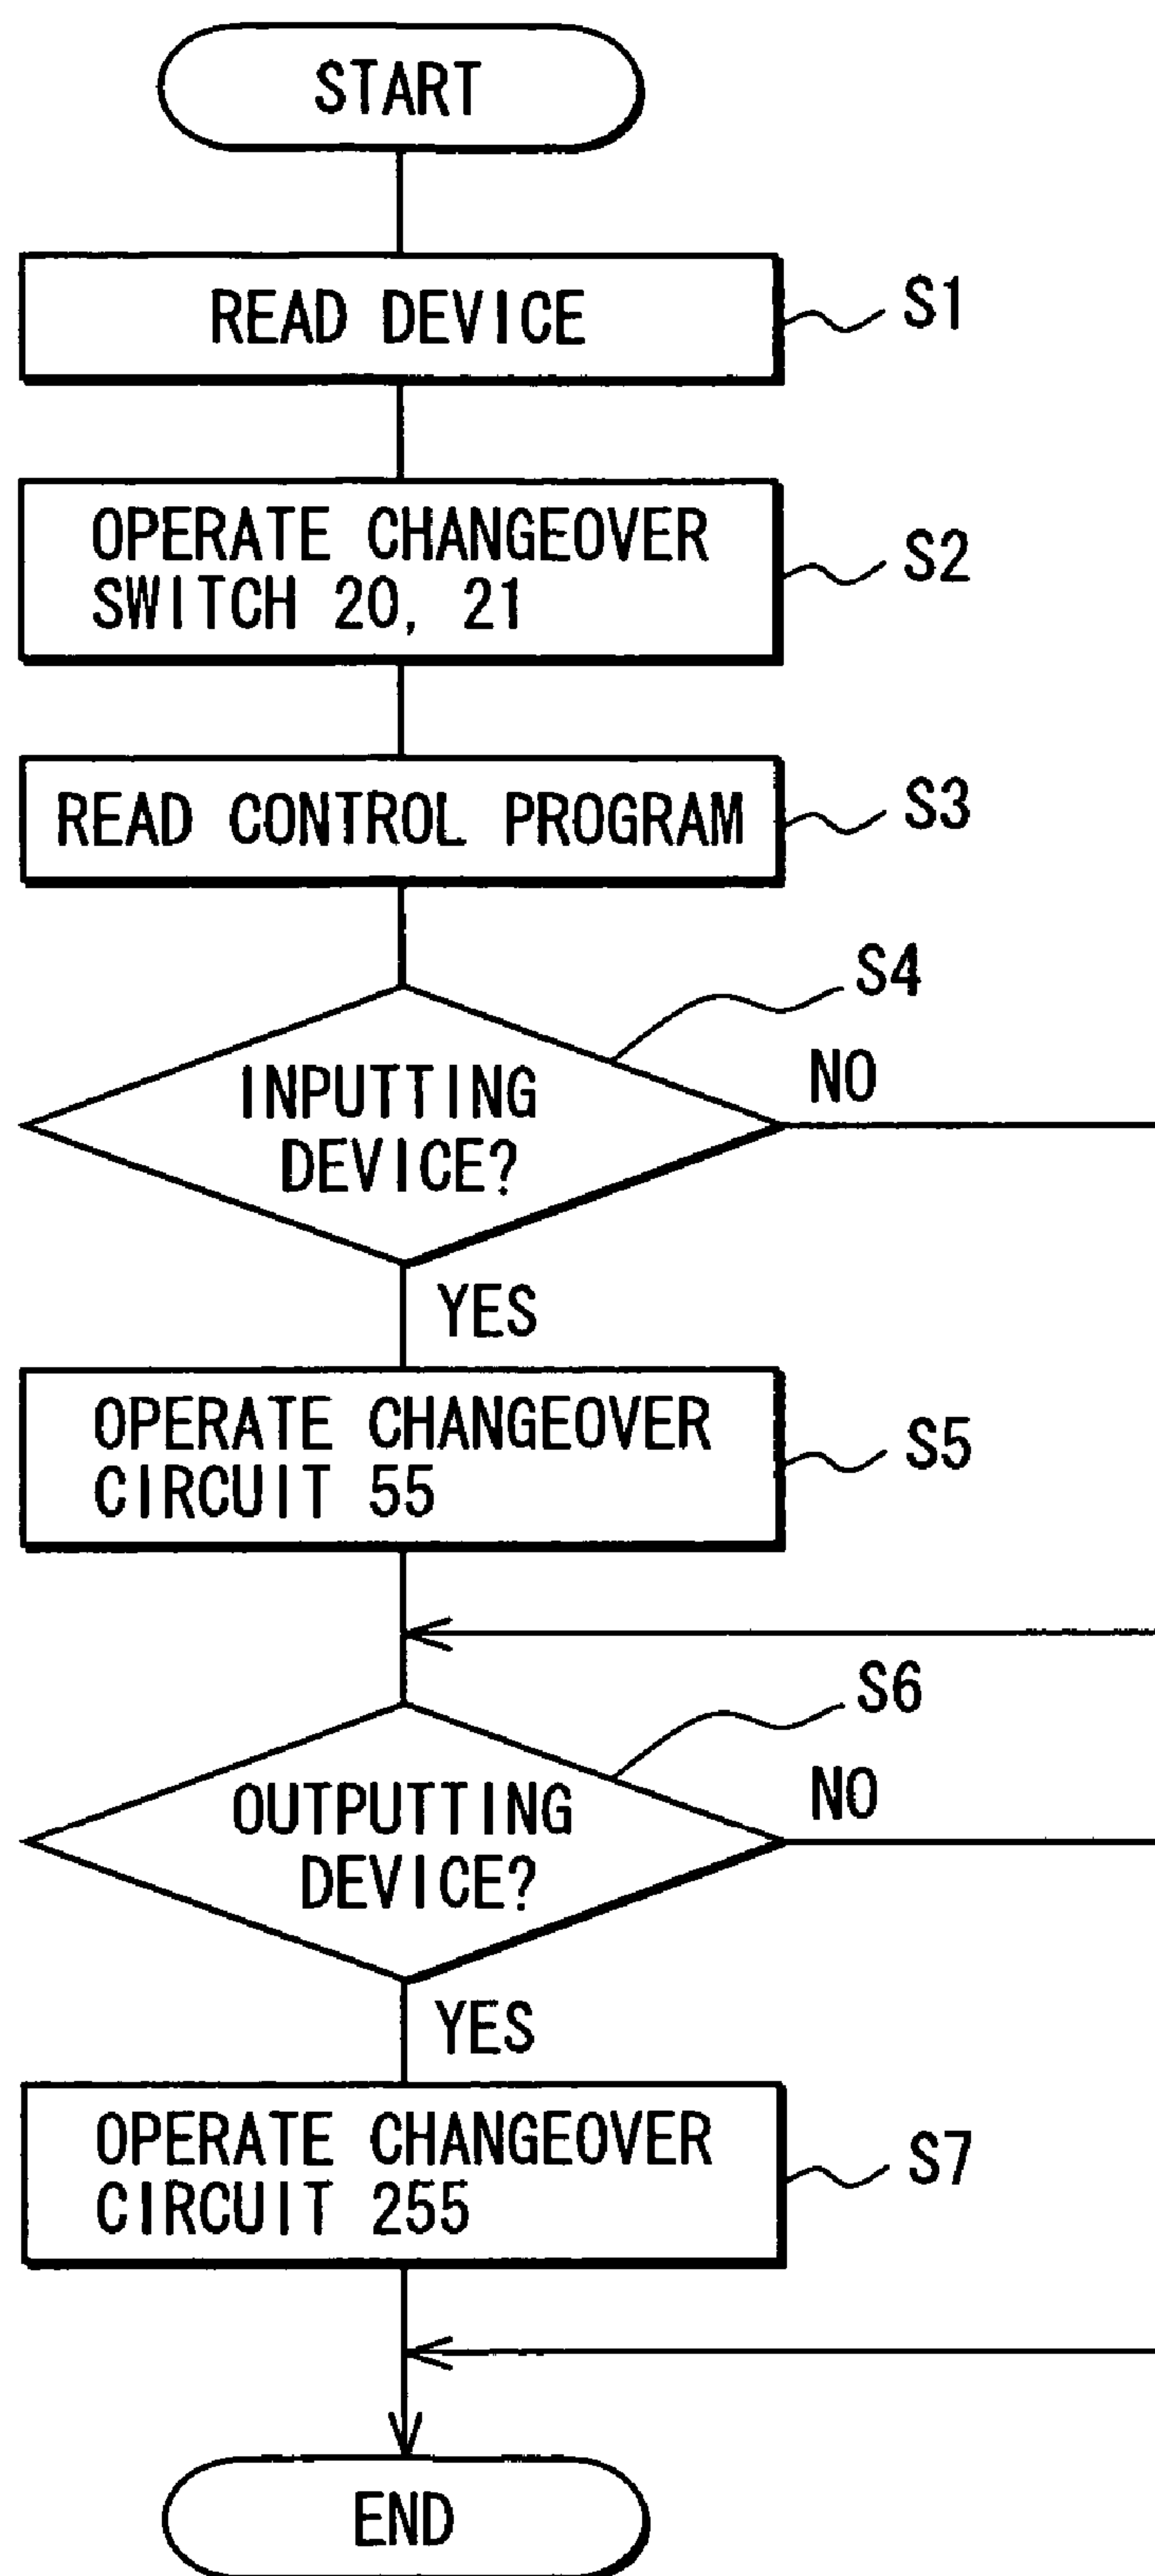 START
READ DEVICE
S1
OPERATE CHANGEOVER
SWITCH 20, 21
S2
READ CONTROL PROGRAM
S3
S4
INPUTTING
DEVICE?
NO
YES
OPERATE CHANGEOVER
CIRCUIT 55
S5
S6
OUTPUTTING
DEVICE?
NO
YES
OPERATE CHANGEOVER
CIRCUIT 255
S7
END